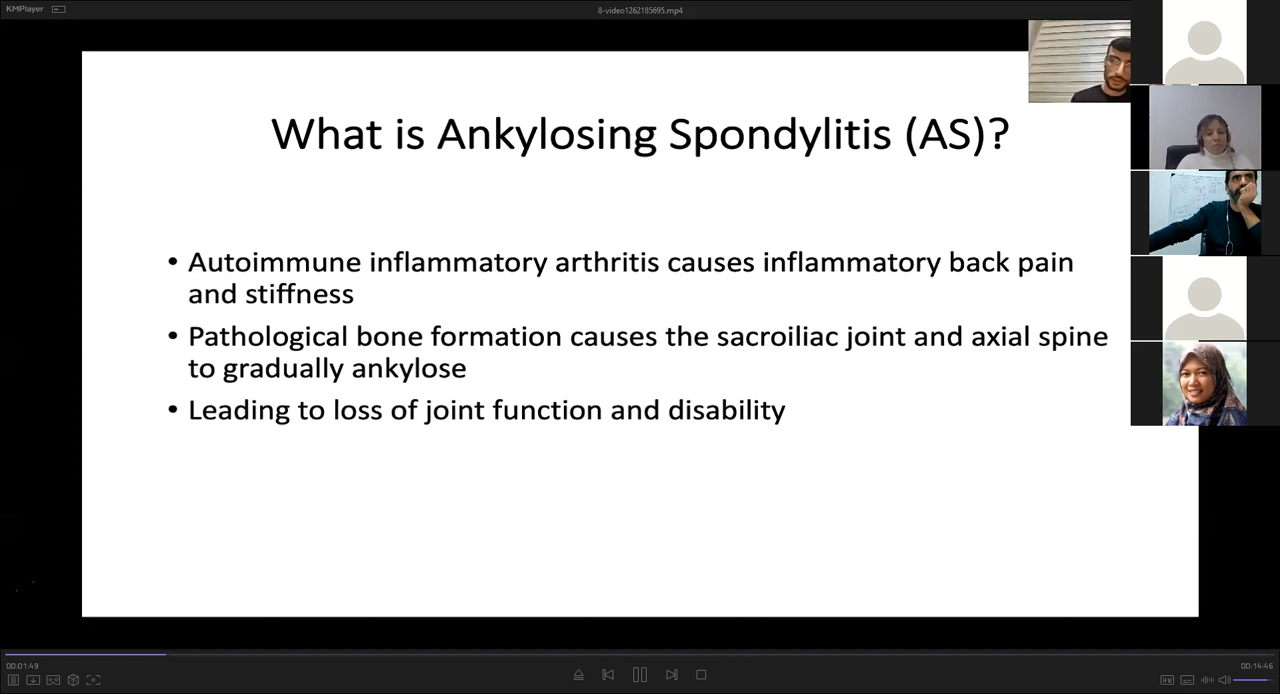 KMPlayer
8-video1262185695.mp4
What is Ankylosing Spondylitis (AS)?
• Autoimmune inflammatory arthritis causes inflammatory back pain
and stiffness
• Pathological bone formation causes the sacroiliac joint and axial spine
to gradually ankylose
• Leading to loss of joint function and disability
00:01:49
00:14:46